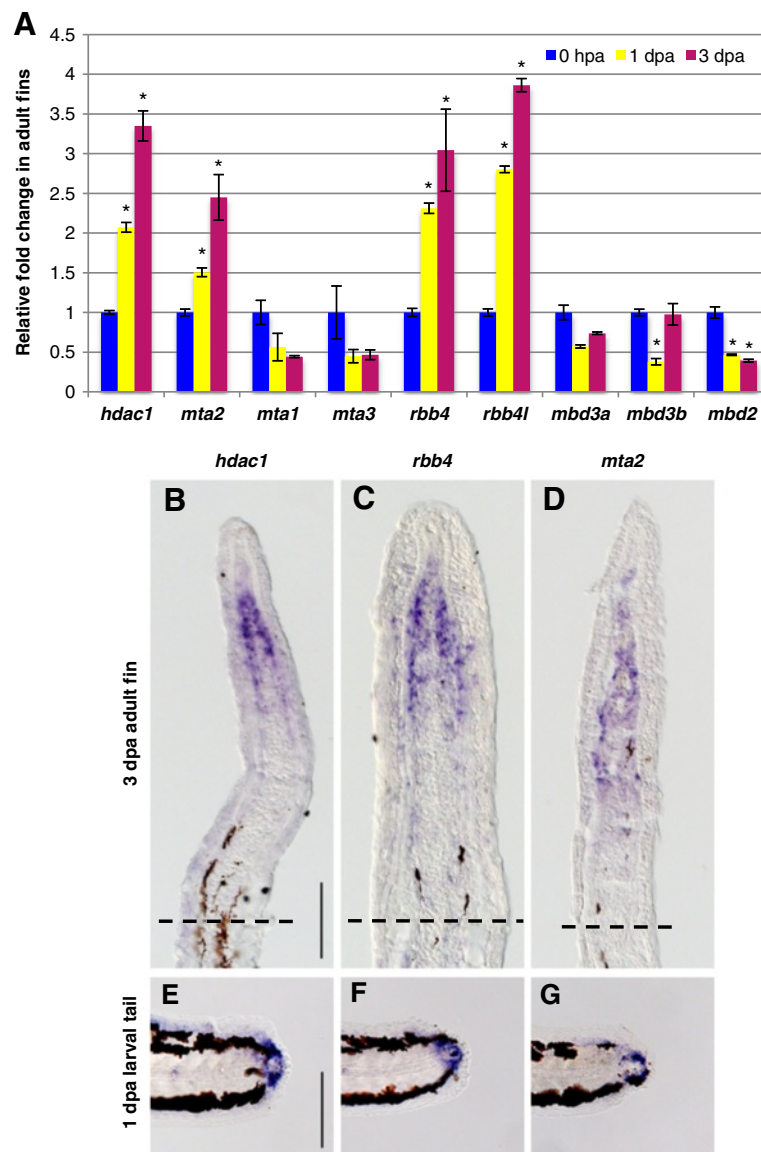 A
4.5
4
3.5
3
2.5
2
1.5
1
0.5
0
Relative fold change in adult fins
0 hpa 1 dpa 3 dpa
* * * * * * * * * * *
hdac1 mta2 mta1 mta3 rbb4 rbb4l mbd3a mbd3b mbd2
hdac1 rbb4 mta2
B C D
3 dpa adult fin
E F G
1 dpa larval tail